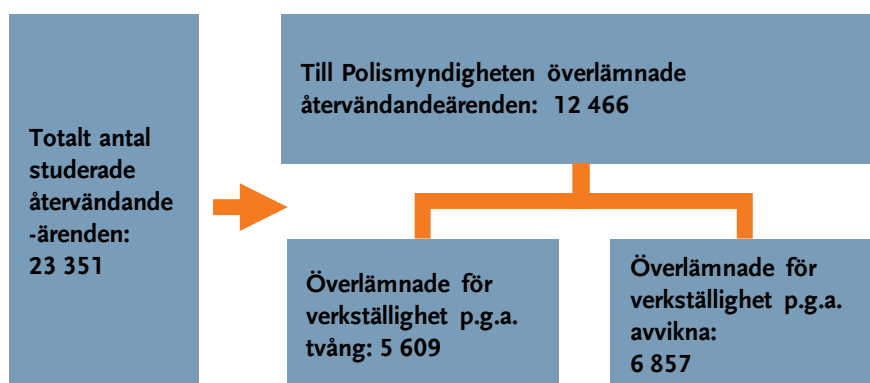 Totalt antal
studerade
återvändande
-ärenden:
23 351
Till Polismyndigheten överlämnade
återvändandeärenden: 12 466
Överlämnade för
verkställighet p.g.a.
tvång: 5 609
Överlämnade för
verkställighet p.g.a.
avvikna:
6 857